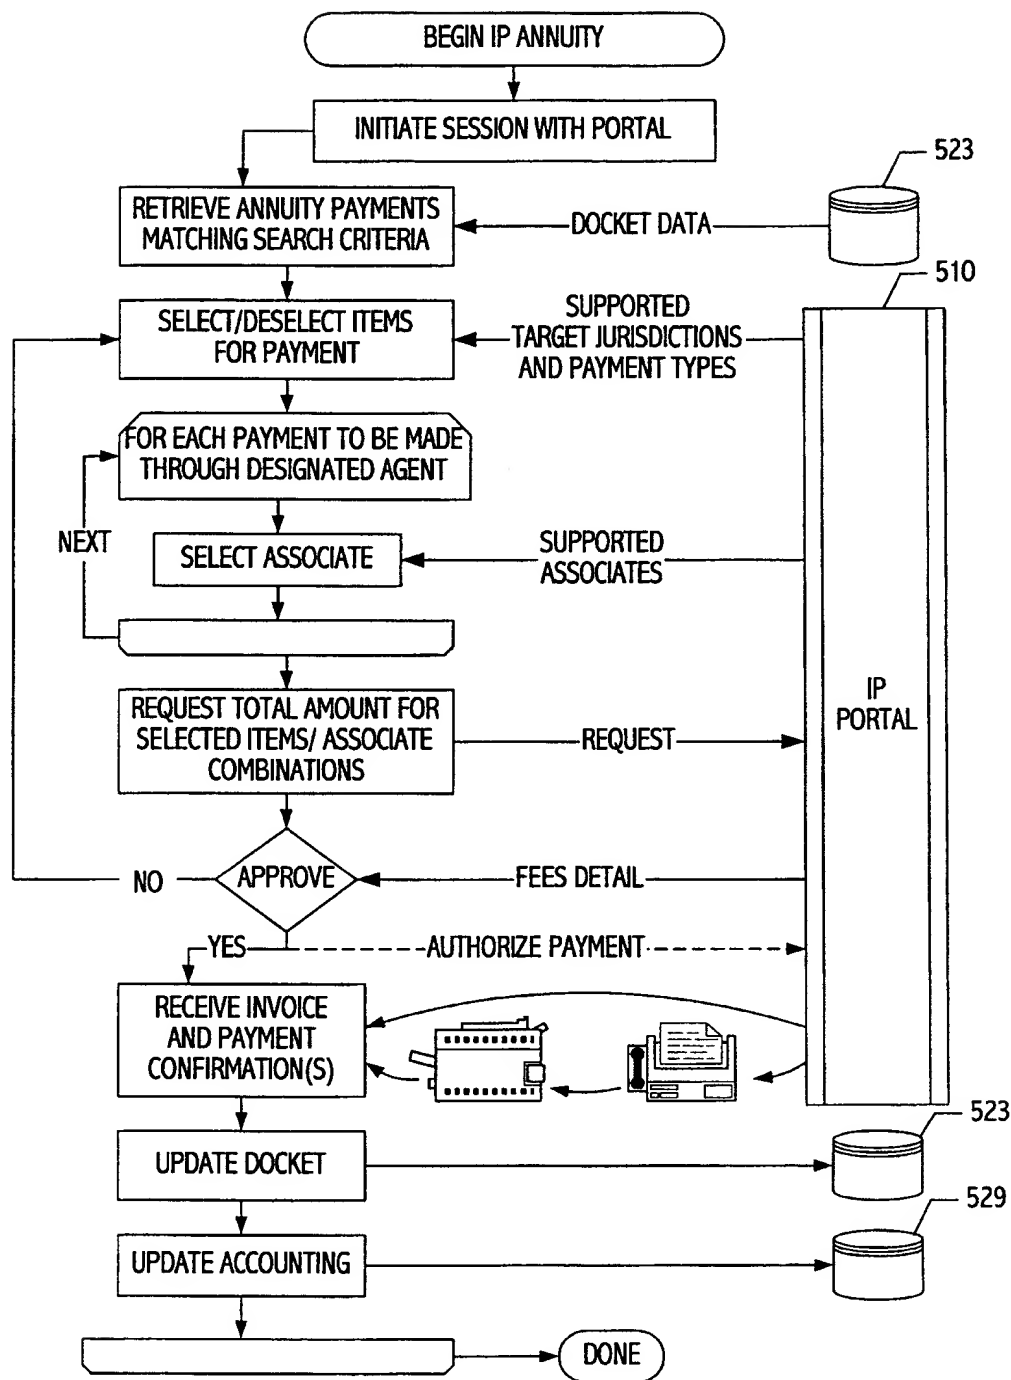 BEGIN IP ANNUITY
INITIATE SESSION WITH PORTAL
523
RETRIEVE ANNUITY PAYMENTS
MATCHING SEARCH CRITERIA
DOCKET DATA
510
SELECT/DESELECT ITEMS
FOR PAYMENT
SUPPORTED
TARGET JURISDICTIONS
AND PAYMENT TYPES
FOR EACH PAYMENT TO BE MADE
THROUGH DESIGNATED AGENT
NEXT
SELECT ASSOCIATE
SUPPORTED
ASSOCIATES
IP
PORTAL
REQUEST TOTAL AMOUNT FOR
SELECTED ITEMS/ ASSOCIATE
COMBINATIONS
REQUEST
NO
APPROVE
FEES DETAIL
YES
AUTHORIZE PAYMENT
RECEIVE INVOICE
AND PAYMENT
CONFIRMATION(S)
523
UPDATE DOCKET
529
UPDATE ACCOUNTING
DONE